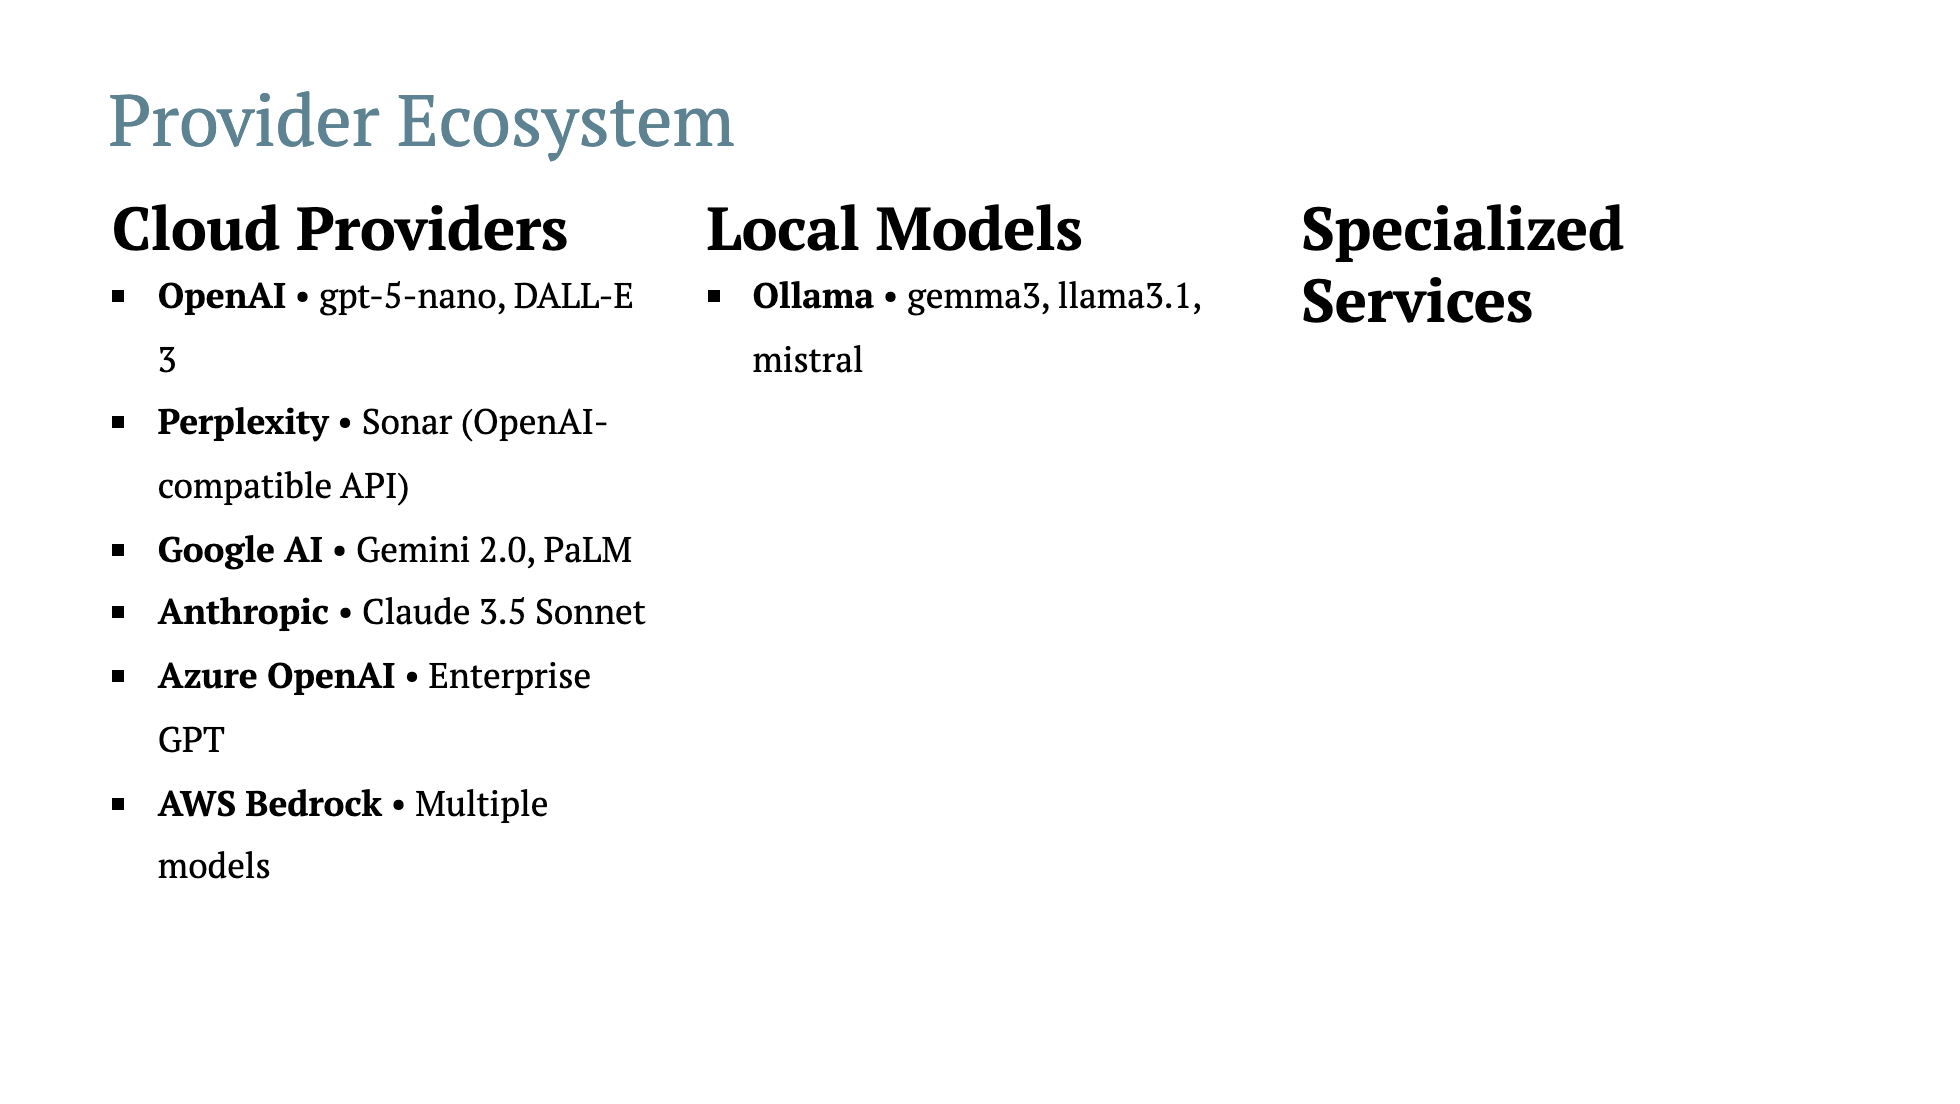 Provider Ecosystem
Cloud Providers
▪ OpenAI • gpt-5-nano, DALL-E
3
▪ Perplexity • Sonar (OpenAI-
compatible API)
▪ Google AI • Gemini 2.0, PaLM
▪ Anthropic • Claude 3.5 Sonnet
▪ Azure OpenAI • Enterprise
GPT
▪ AWS Bedrock • Multiple
models
Local Models
▪ Ollama • gemma3, llama3.1,
mistral
Specialized
Services